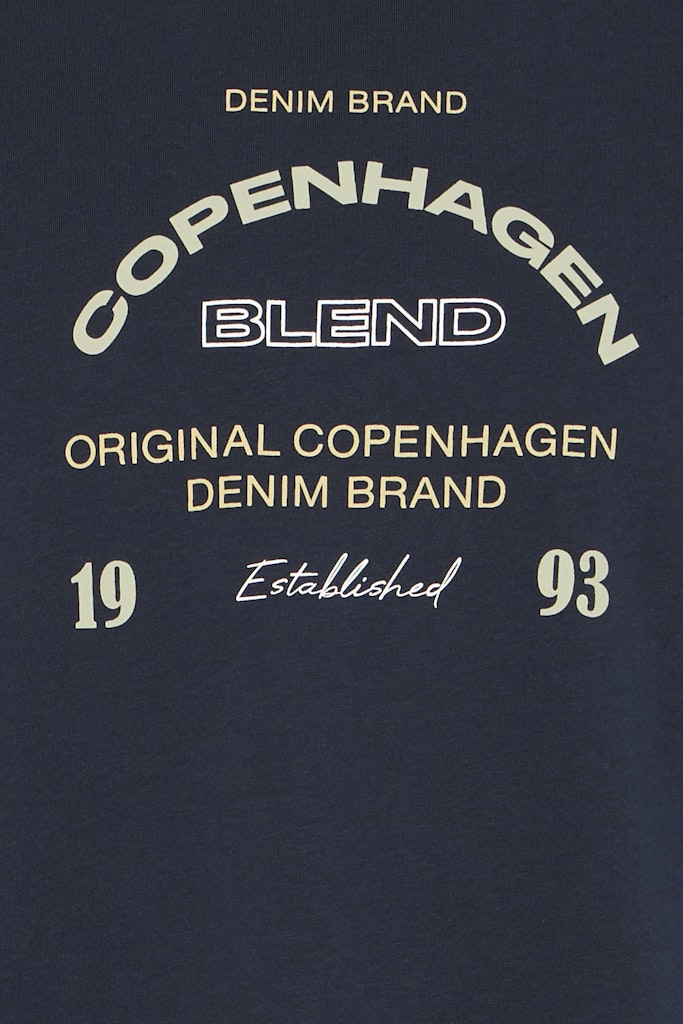 DENIM BRAND
COPENHAGEN
BLEND
ORIGINAL COPENHAGEN
DENIM BRAND
19 Established 93